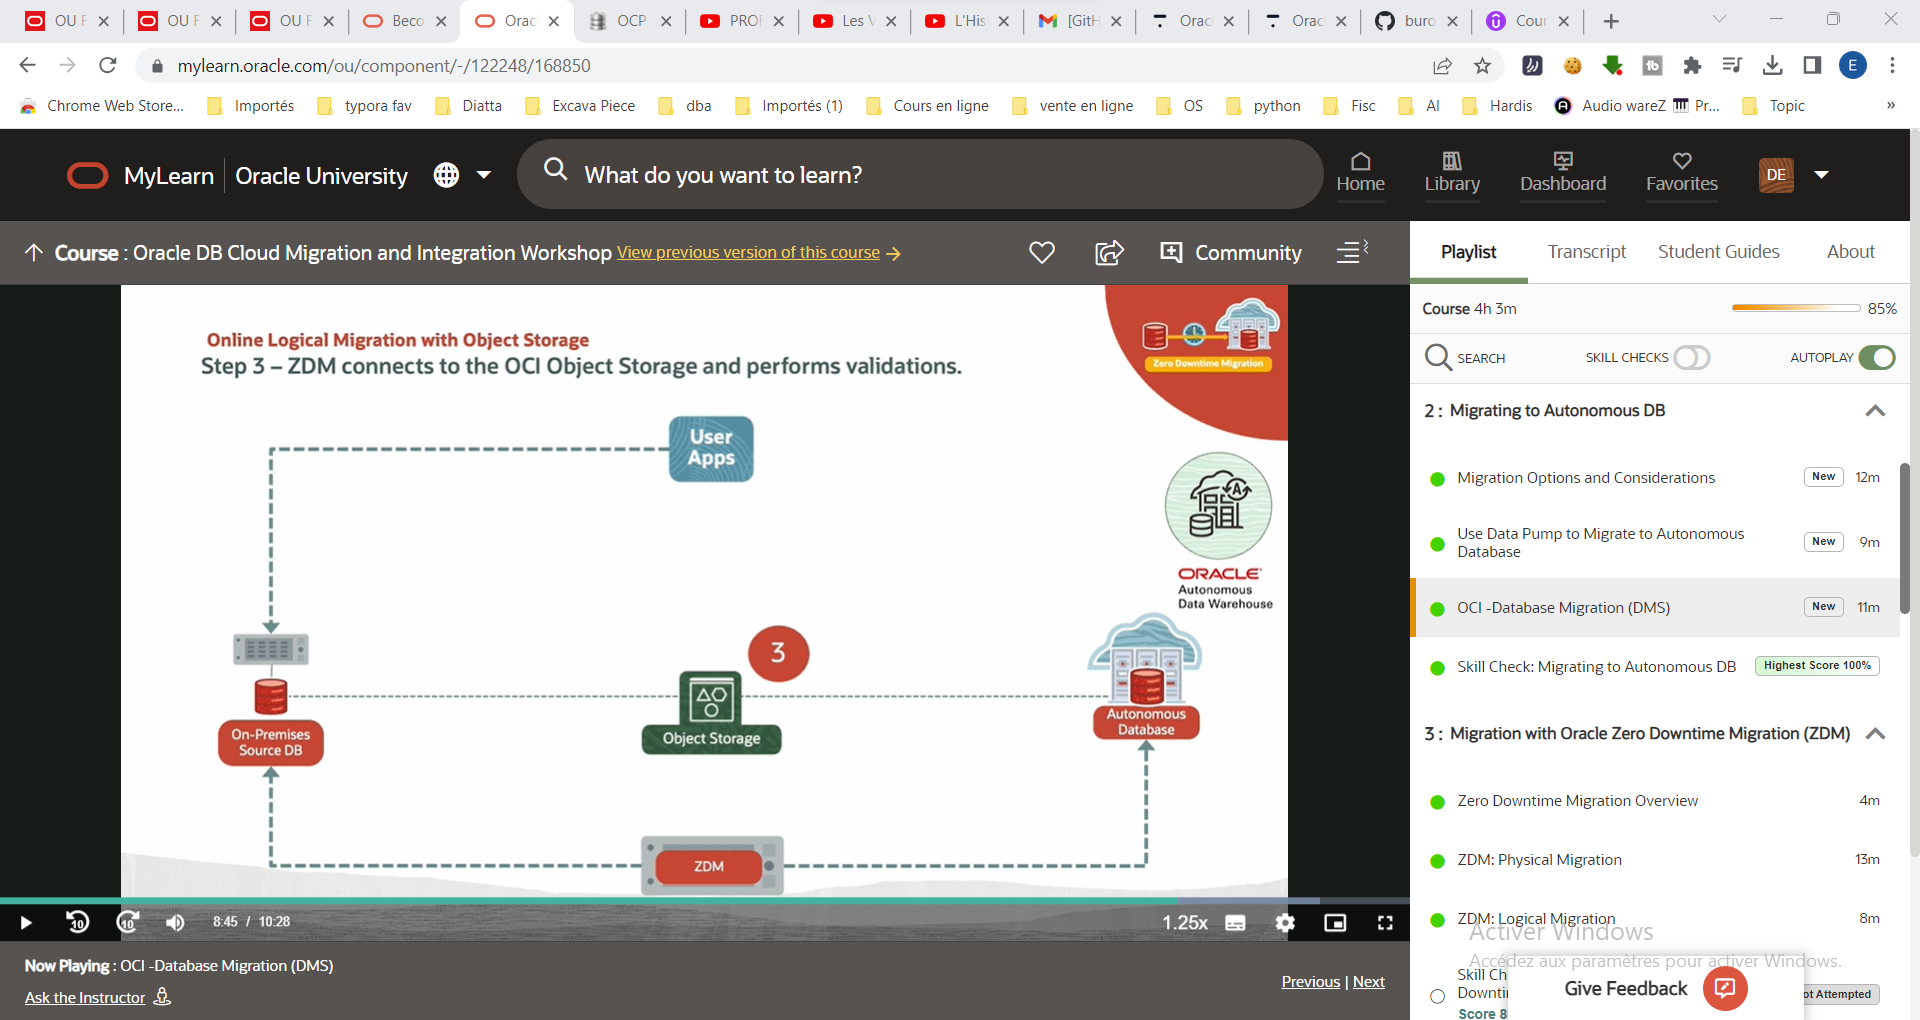 OU F
OU F
OU F
Beco
Orac
OCP
PROF
Les V
L'His
[GitH
Orac
Orac
buro
Cour
mylearn.oracle.com/ou/component/-/122248/168850
E
Chrome Web Store...
Importés
typora fav
Diatta
Excava Piece
dba
Importés (1)
Cours en ligne
vente en ligne
OS
python
Fisc
AI
Hardis
Audio wareZ
Pr...
Topic
»
MyLearn
Oracle University
What do you want to learn?
Home
Library
Dashboard
Favorites
DE
Course : Oracle DB Cloud Migration and Integration Workshop View previous version of this course →
Community
Playlist
Transcript
Student Guides
About
Course 4h 3m
85%
SEARCH
SKILL CHECKS
AUTOPLAY
2 : Migrating to Autonomous DB
Migration Options and Considerations
New
12m
Use Data Pump to Migrate to Autonomous
Database
New
9m
OCI -Database Migration (DMS)
New
11m
Skill Check: Migrating to Autonomous DB
Highest Score 100%
3 : Migration with Oracle Zero Downtime Migration (ZDM)
Zero Downtime Migration Overview
4m
ZDM: Physical Migration
13m
ZDM: Logical Migration
8m
Activer Windows
Accédez aux paramètres pour activer Windows.
Skill Ch
Downti
Score 8
ot Attempted
Give Feedback
Online Logical Migration with Object Storage
Step 3 – ZDM connects to the OCI Object Storage and performs validations.
Zero Downtime Migration
User
Apps
ORACLE
Autonomous
Data Warehouse
3
On-Premises
Source DB
Object Storage
Autonomous
Database
ZDM
10
10
8:45 / 10:28
1.25x
Now Playing : OCI -Database Migration (DMS)
Ask the Instructor
Previous | Next